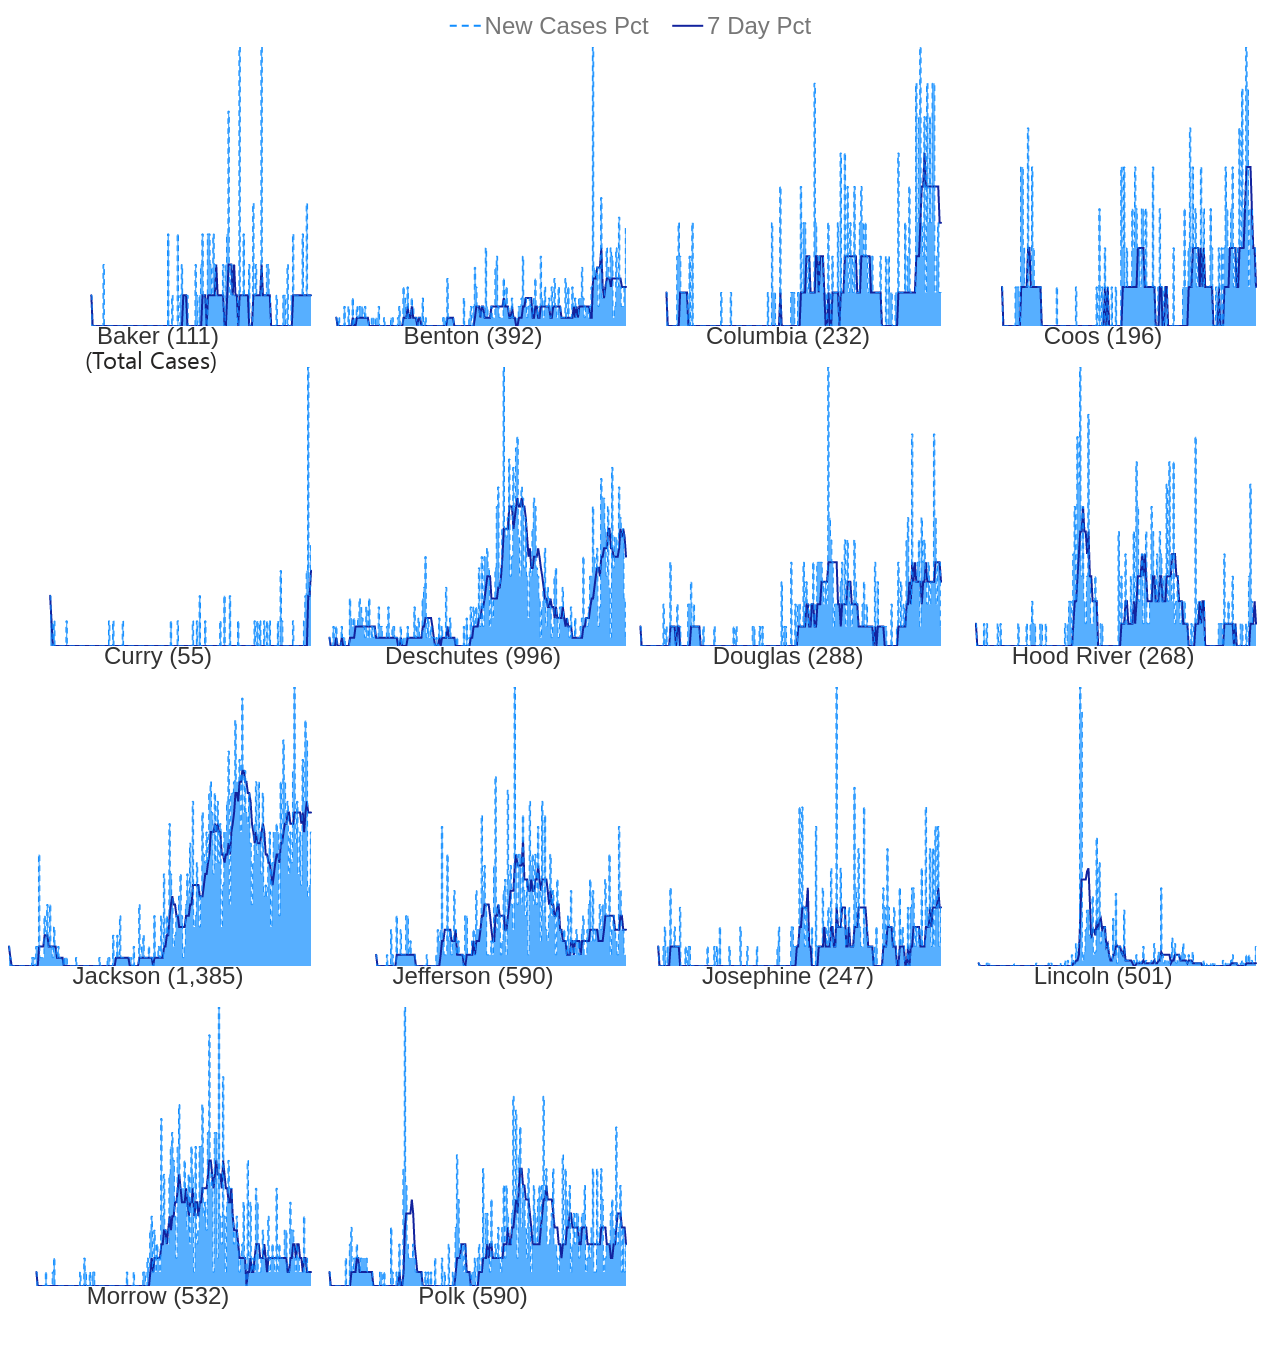 New Cases Pct 7 Day Pct
Baker (111) Benton (392) Columbia (232) Coos (196)
(Total Cases)
Curry (55) Deschutes (996) Douglas (288) Hood River (268)
Jackson (1,385) Jefferson (590) Josephine (247) Lincoln (501)
Morrow (532) Polk (590)